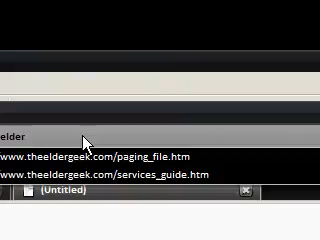 elder
/www.theeldergeek.com/paging_file.htm
/www.theeldergeek.com/services_guide.htm
(Untitled)